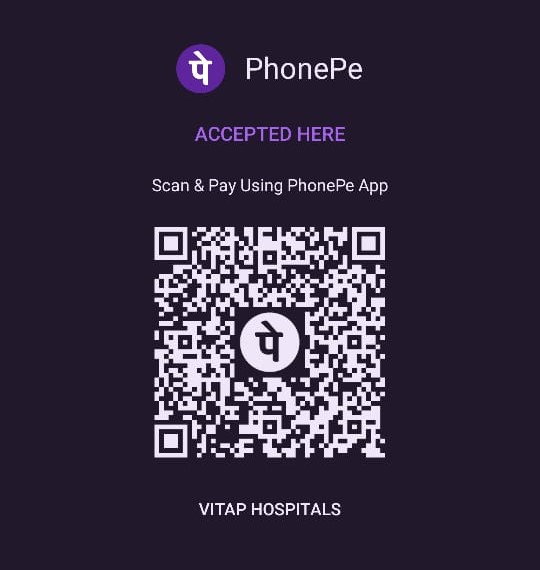 पे PhonePe
ACCEPTED HERE
Scan & Pay Using PhonePe App
पे
VITAP HOSPITALS